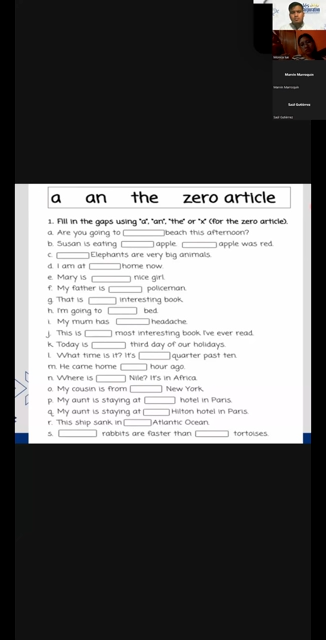 Marvin Marroquin
Marvin Marroquin
Said Gutiérrez
Said Gutiérrez
a an the zero article
1. Fill in the gaps using "a", "an", "the" or "x" (for the zero article).
a. Are you going to beach this afternoon?
b. Susan is eating apple. apple was red.
c. Elephants are very big animals.
d. I am at home now.
e. Mary is nice girl.
f. My father is policeman.
g. That is interesting book.
h. I'm going to bed.
i. My mum has headache.
j. This is most interesting book I've ever read.
k. Today is third day of our holidays.
l. What time is it? It's quarter past ten.
m. He came home hour ago.
n. Where is Nile? It's in Africa.
o. My cousin is from New York.
p. My aunt is staying at hotel in Paris.
q. My aunt is staying at Hilton hotel in Paris.
r. This ship sank in Atlantic Ocean.
s. rabbits are faster than tortoises.